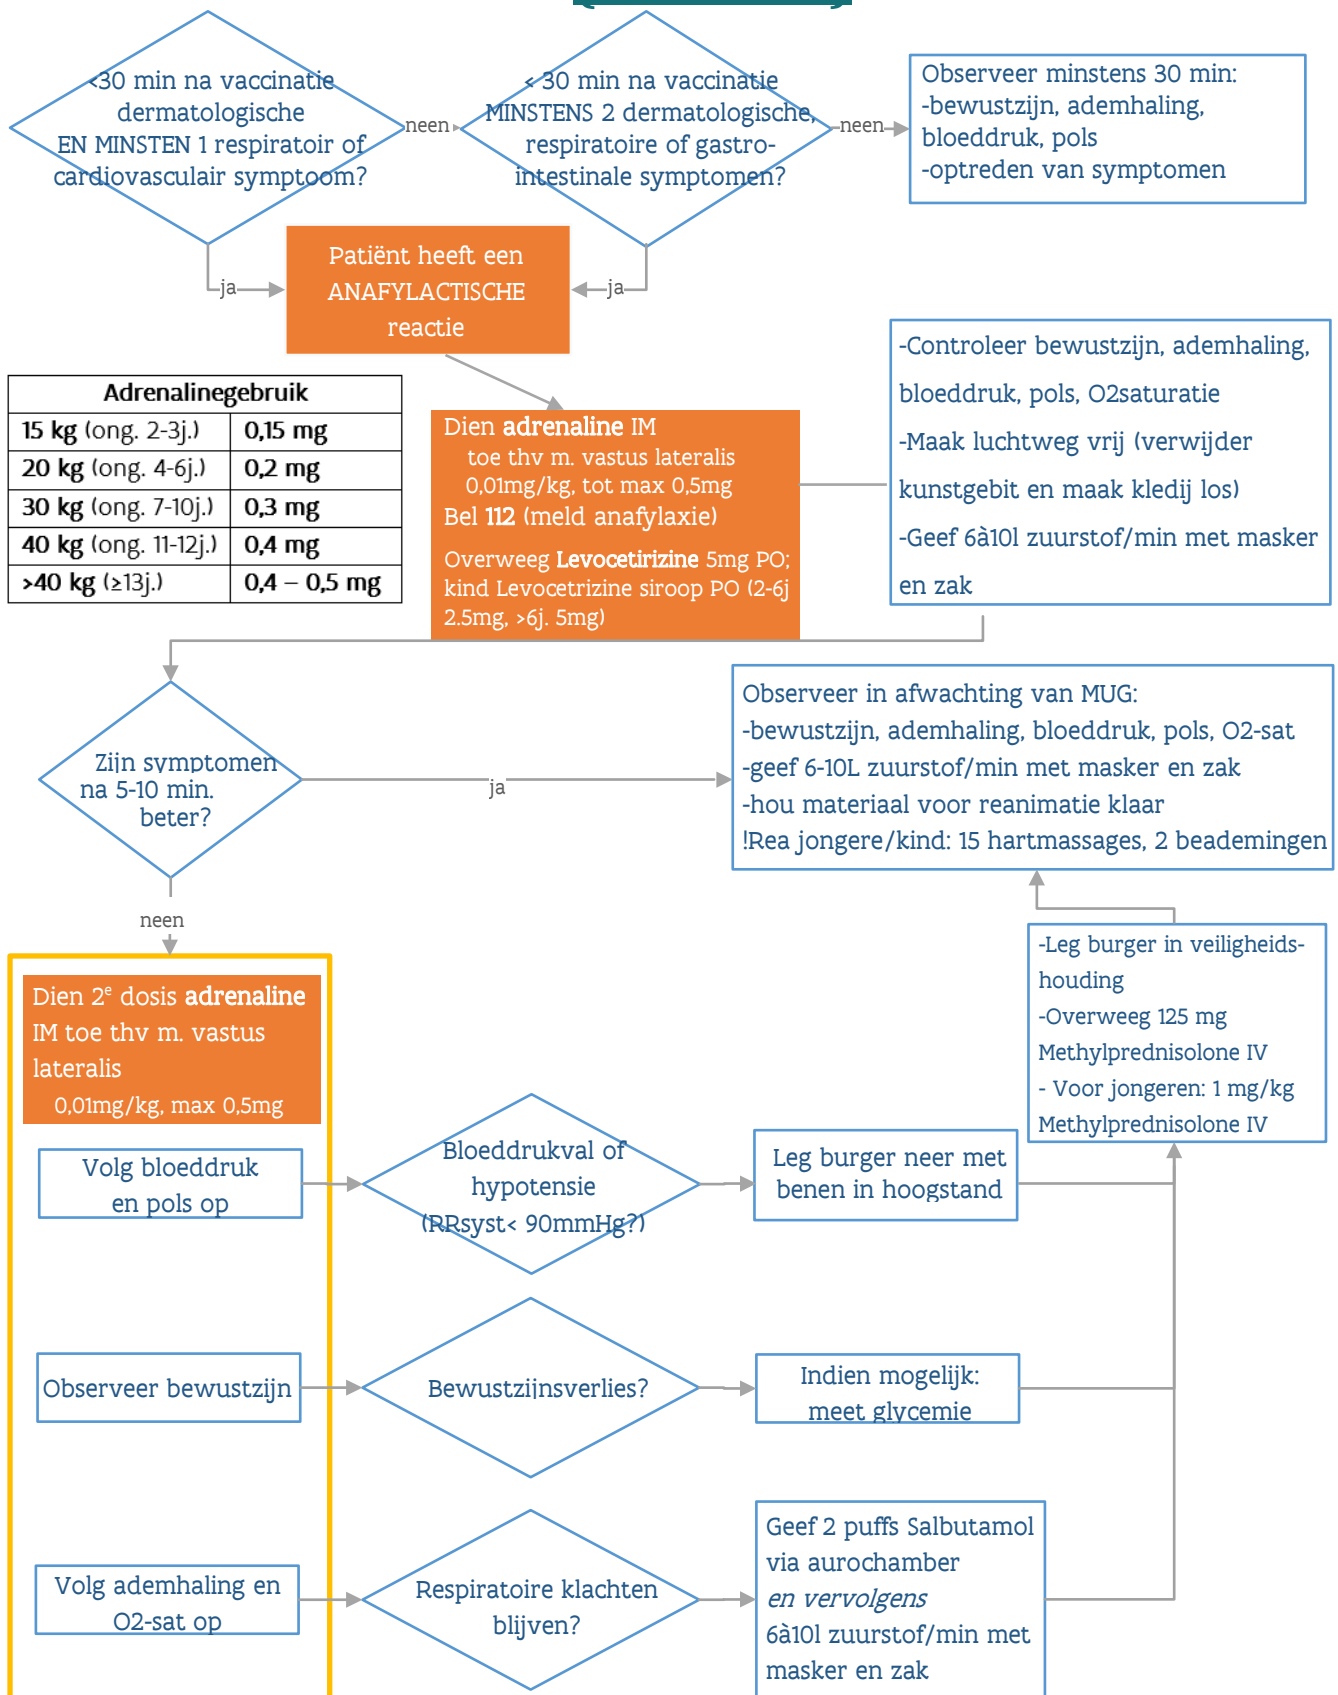 <30 min na vaccinatie
dermatologische
EN MINSTEN 1 respiratoir of
cardiovasculair symptoom?
neen
< 30 min na vaccinatie
MINSTENS 2 dermatologische,
respiratoire of gastro-
intestinale symptomen?
neen
Observeer minstens 30 min:
-bewustzijn, ademhaling,
bloeddruk, pols
-optreden van symptomen
ja
Patiënt heeft een
ANAFYLACTISCHE
reactie
ja
Adrenalinegebruik
15 kg (ong. 2-3j.) 0,15 mg
20 kg (ong. 4-6j.) 0,2 mg
30 kg (ong. 7-10j.) 0,3 mg
40 kg (ong. 11-12j.) 0,4 mg
>40 kg (≥13j.) 0,4 – 0,5 mg
Dien adrenaline IM
toe thv m. vastus lateralis
0,01mg/kg, tot max 0,5mg
Bel 112 (meld anafylaxie)
Overweeg Levocetirizine 5mg PO;
kind Levocetrizine siroop PO (2-6j
2.5mg, >6j. 5mg)
-Controleer bewustzijn, ademhaling,
bloeddruk, pols, O2saturatie
-Maak luchtweg vrij (verwijder
kunstgebit en maak kledij los)
-Geef 6à10l zuurstof/min met masker
en zak
Zijn symptomen
na 5-10 min.
beter?
ja
Observeer in afwachting van MUG:
-bewustzijn, ademhaling, bloeddruk, pols, O2-sat
-geef 6-10L zuurstof/min met masker en zak
-hou materiaal voor reanimatie klaar
!Rea jongere/kind: 15 hartmassages, 2 beademingen
neen
Dien 2e dosis adrenaline
IM toe thv m. vastus
lateralis
0,01mg/kg, max 0,5mg
-Leg burger in veiligheids-
houding
-Overweeg 125 mg
Methylprednisolone IV
- Voor jongeren: 1 mg/kg
Methylprednisolone IV
Volg bloeddruk
en pols op
Bloeddrukval of
hypotensie
(RRsyst< 90mmHg?)
Leg burger neer met
benen in hoogstand
Observeer bewustzijn
Bewustzijnsverlies?
Indien mogelijk:
meet glycemie
Volg ademhaling en
O2-sat op
Respiratoire klachten
blijven?
Geef 2 puffs Salbutamol
via aurochamber
en vervolgens
6à10l zuurstof/min met
masker en zak